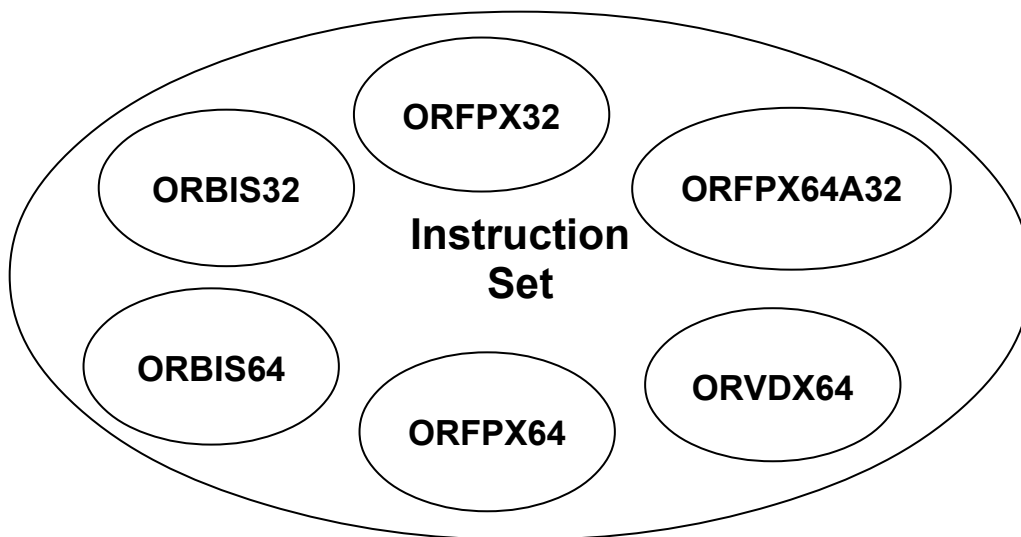 ORFPX32
ORBIS32
ORFPX64A32
Instruction
Set
ORBIS64
ORVDX64
ORFPX64